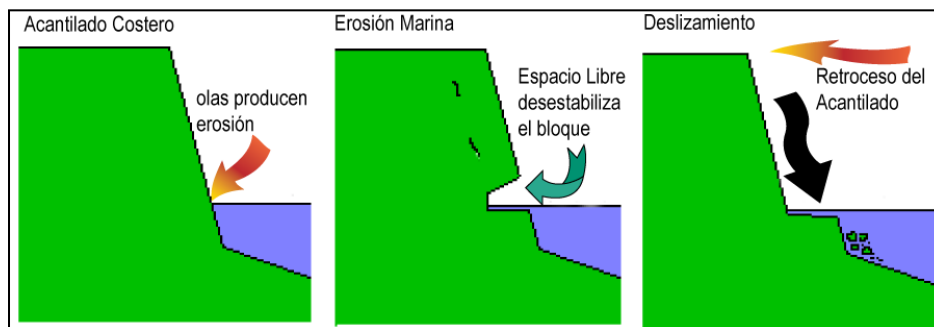 Acantilado Costero
olas producen
erosión
Erosión Marina
Espacio Libre
desestabiliza
el bloque
Deslizamiento
Retroceso del
Acantilado